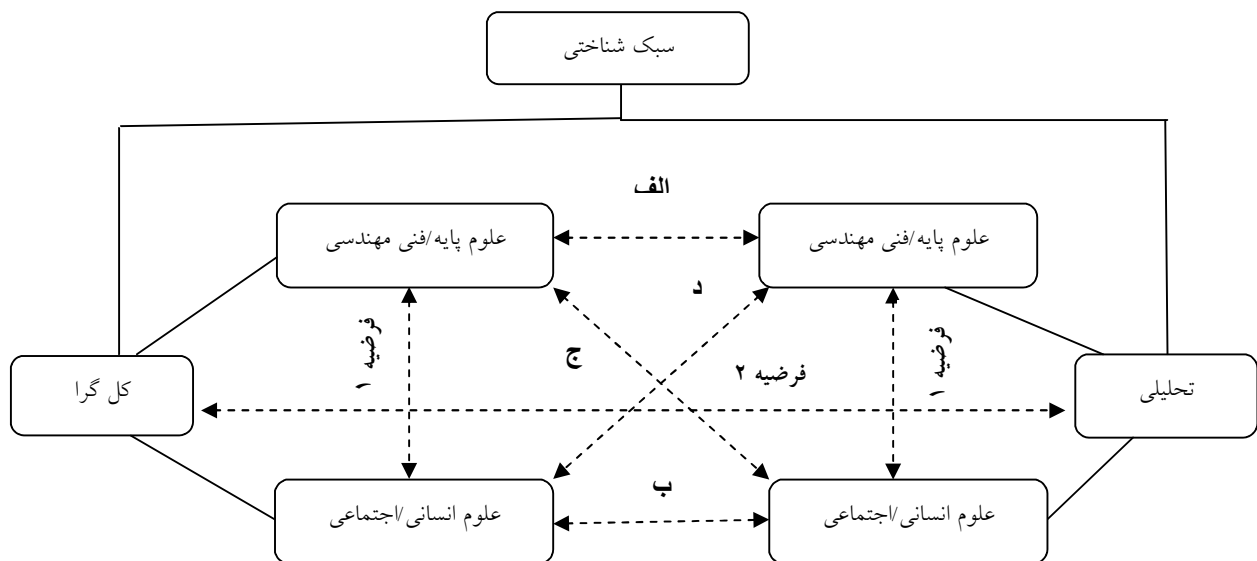 سبک شناختی
الف
علوم پایه/فنی مهندسی
علوم پایه/فنی مهندسی
د
فرضیه ۱
ج
فرضیه ۲
فرضیه ۱
کل گرا
تحلیلی
ب
علوم انسانی/اجتماعی
علوم انسانی/اجتماعی